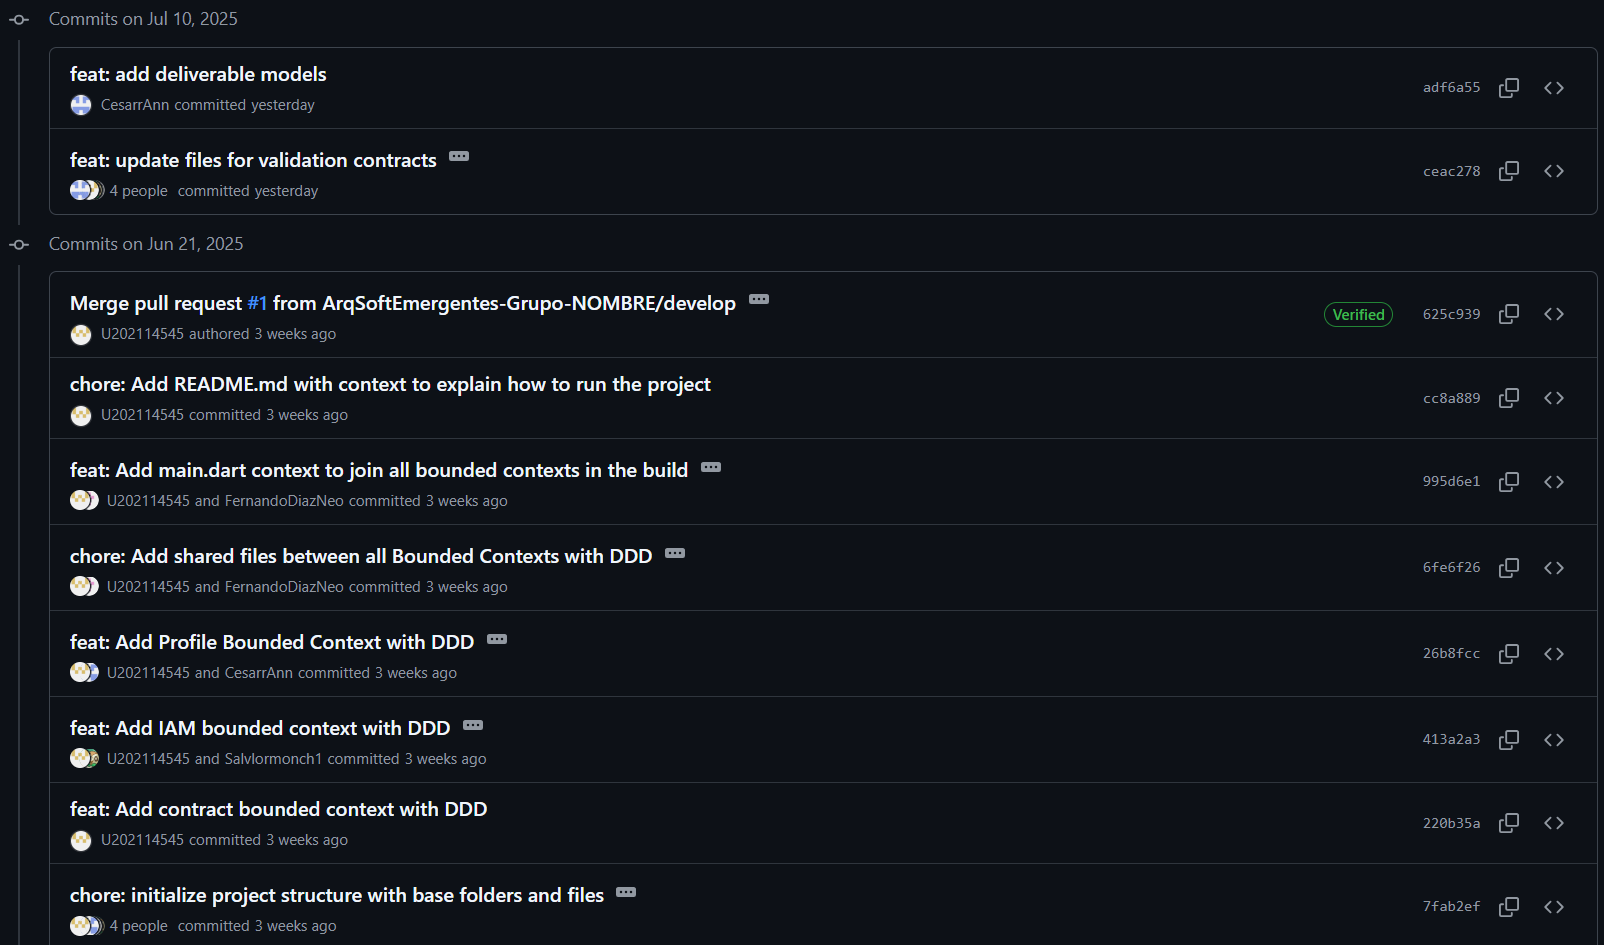 Commits on Jul 10, 2025
feat: add deliverable models
CesarrAnn committed yesterday
adf6a55
feat: update files for validation contracts
4 people committed yesterday
ceac278
Commits on Jun 21, 2025
Merge pull request #1 from ArqSoftEmergentes-Grupo-NOMBRE/develop
U202114545 authored 3 weeks ago
Verified
625c939
chore: Add README.md with context to explain how to run the project
U202114545 committed 3 weeks ago
cc8a889
feat: Add main.dart context to join all bounded contexts in the build
U202114545 and FernandoDiazNeo committed 3 weeks ago
995d6e1
chore: Add shared files between all Bounded Contexts with DDD
U202114545 and FernandoDiazNeo committed 3 weeks ago
6fe6f26
feat: Add Profile Bounded Context with DDD
U202114545 and CesarrAnn committed 3 weeks ago
26b8fcc
feat: Add IAM bounded context with DDD
U202114545 and Salvlormonch1 committed 3 weeks ago
413a2a3
feat: Add contract bounded context with DDD
U202114545 committed 3 weeks ago
220b35a
chore: initialize project structure with base folders and files
4 people committed 3 weeks ago
7fab2ef